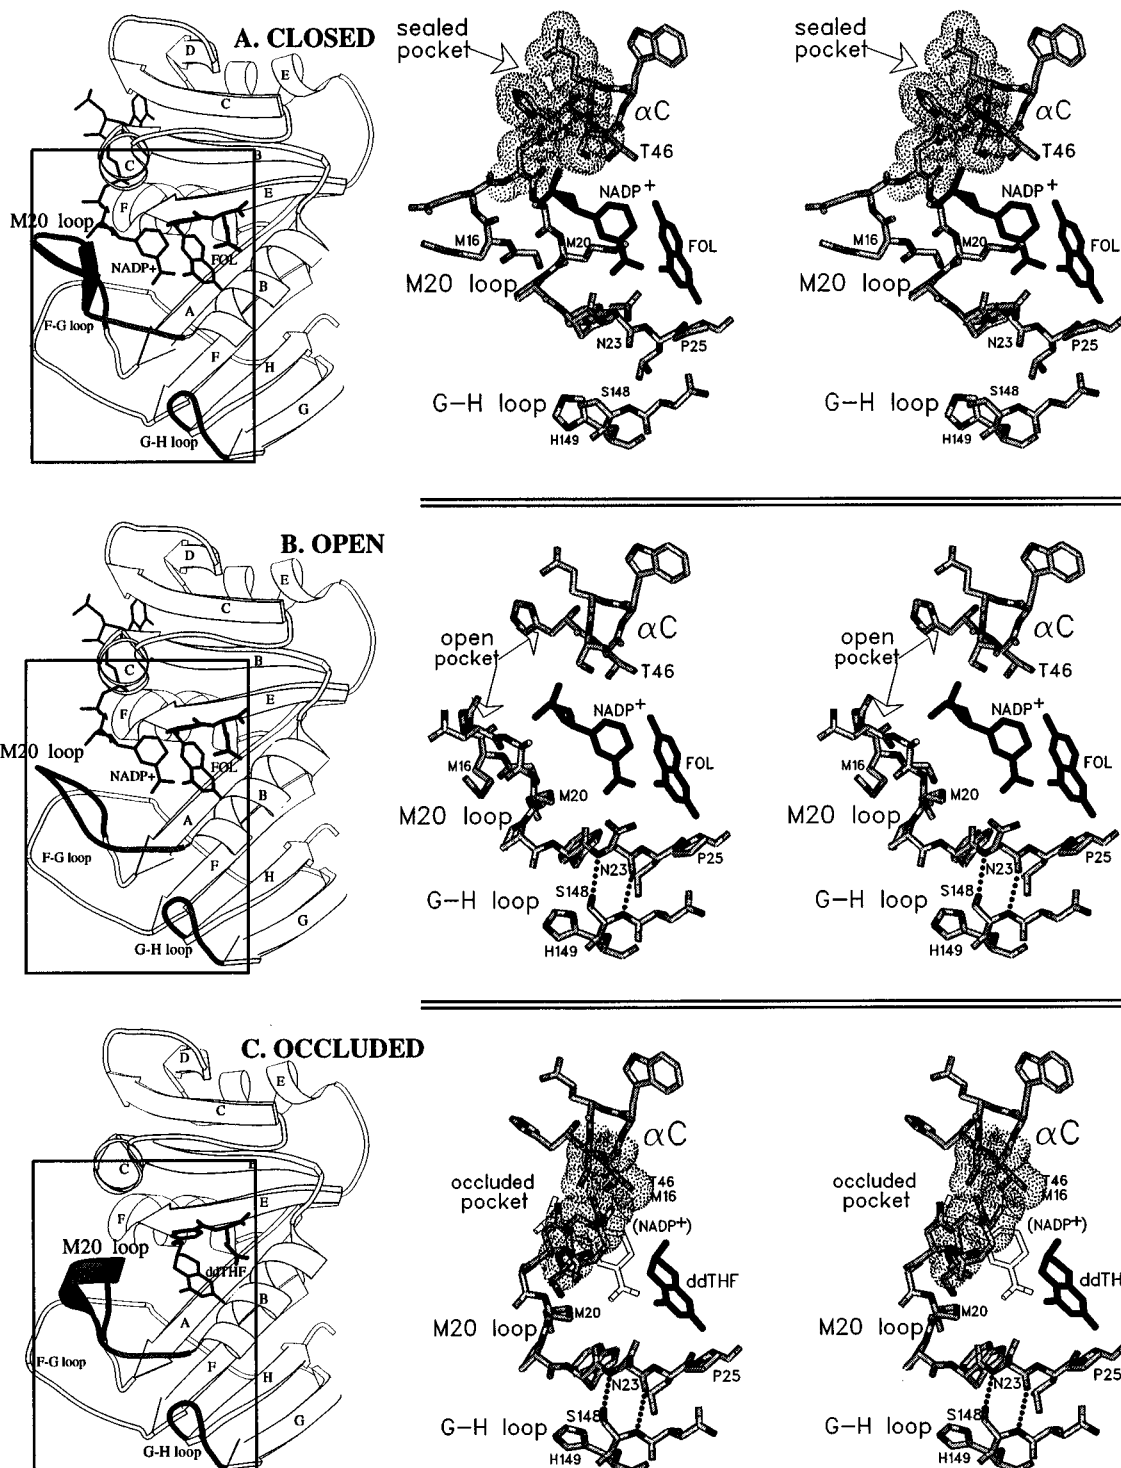 A. CLOSED
D
E
C
C
B
E
F
M20 loop
NADP+
FOL
B
A
F-G loop
F
H
G
G-H loop
sealed
pocket
αC
T46
NADP+
M16
M20
FOL
M20 loop
N23
P25
S148
G-H loop
H149
sealed
pocket
αC
T46
NADP+
M16
M20
FOL
M20 loop
N23
P25
S148
G-H loop
H149
B. OPEN
D
E
C
C
B
E
F
M20 loop
NADP+
FOL
B
A
F-G loop
F
H
G
G-H loop
open
pocket
αC
T46
NADP+
M16
M20
FOL
M20 loop
N23
P25
S148
G-H loop
H149
open
pocket
αC
T46
NADP+
M16
M20
FOL
M20 loop
N23
P25
S148
G-H loop
H149
C. OCCLUDED
D
E
C
C
E
F
M20 loop
ddTHF
B
A
F-G loop
F
H
G
G-H loop
αC
occluded
pocket
T46
M16
(NADP+)
ddTHF
M20
M20 loop
N23
P25
S148
G-H loop
H149
αC
occluded
pocket
T46
M16
(NADP+)
ddTH
M20
M20 loop
N23
P25
S148
G-H loop
H149